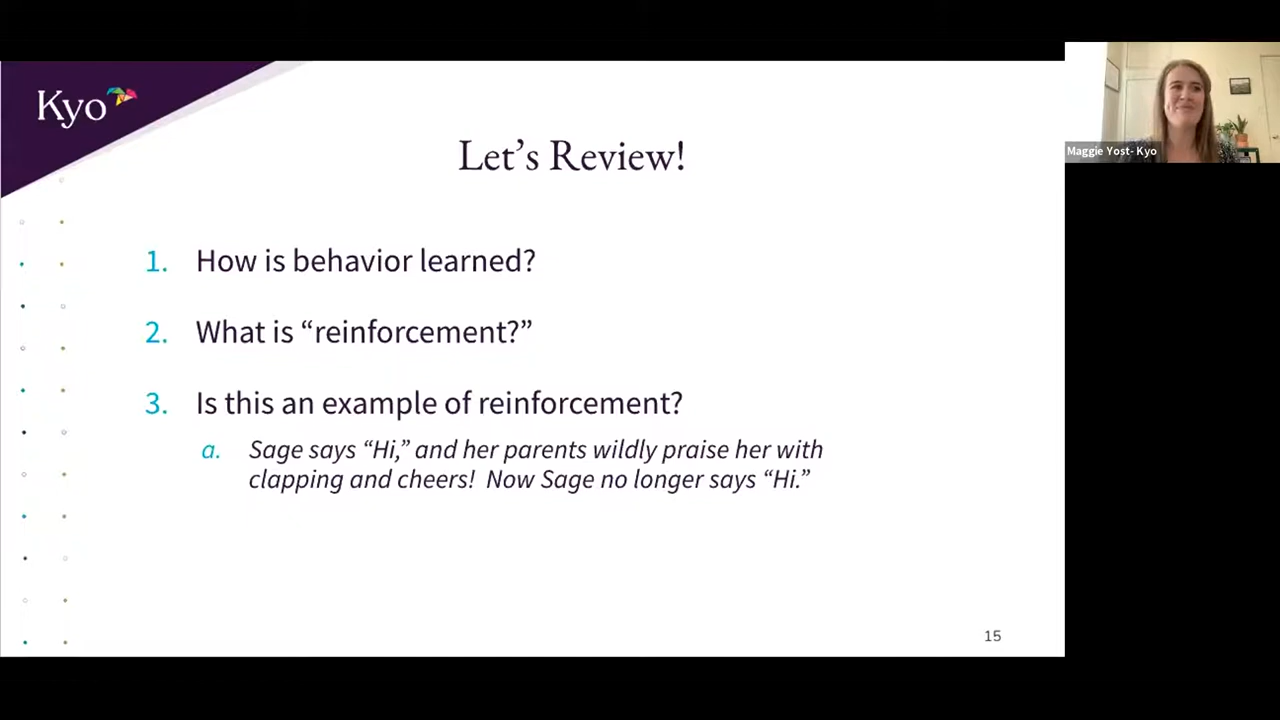 Kyo
Let’s Review!
1. How is behavior learned?
2. What is “reinforcement?”
3. Is this an example of reinforcement?
a. Sage says “Hi,” and her parents wildly praise her with
clapping and cheers! Now Sage no longer says “Hi.”
15
Maggie Yost- Kyo